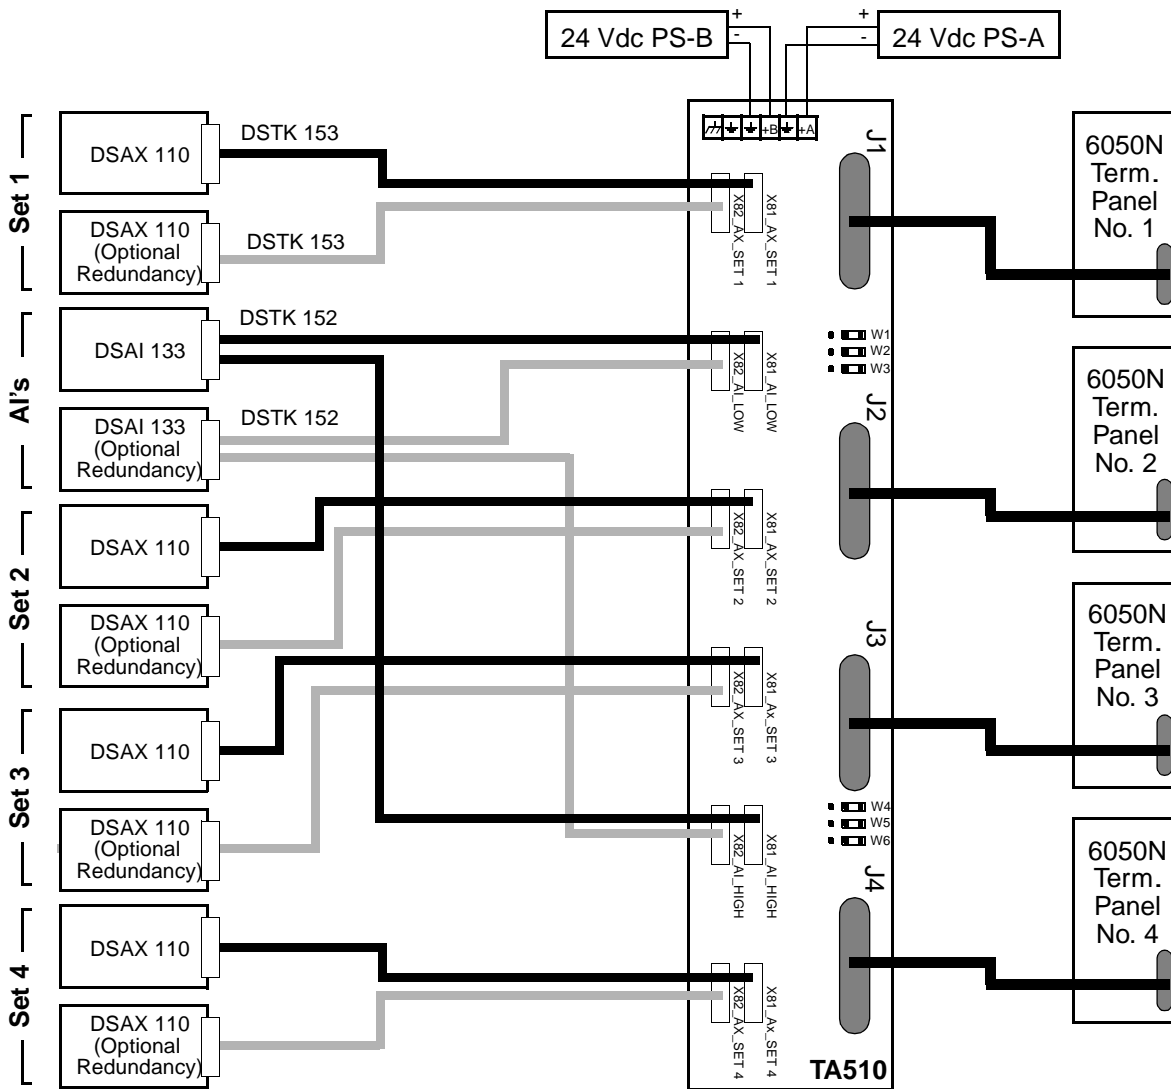 24 Vdc PS-B
+
-
+
-
24 Vdc PS-A
+B
+A
Set 1
DSAX 110
DSTK 153
DSAX 110
(Optional
Redundancy)
DSTK 153
X82_AX_SET 1
X81_AX_SET 1
J1
6050N
Term.
Panel
No. 1
AI's
DSAI 133
DSTK 152
DSAI 133
(Optional
Redundancy)
DSTK 152
X82_AI_LOW
X81_AI_LOW
W1
W2
W3
J2
6050N
Term.
Panel
No. 2
Set 2
DSAX 110
DSAX 110
(Optional
Redundancy)
X82_AX_SET 2
X81_AX_SET 2
J3
6050N
Term.
Panel
No. 3
Set 3
DSAX 110
DSAX 110
(Optional
Redundancy)
X82_AX_SET 3
X81_Ax_SET 3
X82_AI_HIGH
X81_AI_HIGH
W4
W5
W6
J4
6050N
Term.
Panel
No. 4
Set 4
DSAX 110
DSAX 110
(Optional
Redundancy)
X82_AX_SET 4
X81_Ax_SET 4
TA510